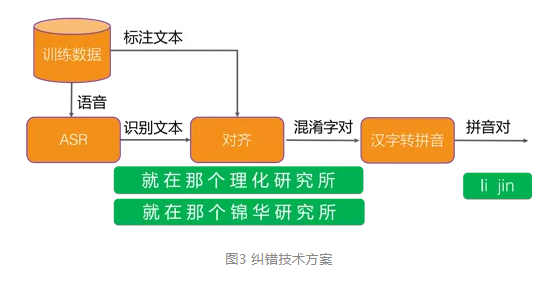 标注文本
训练数据
语音
ASR
识别文本
对齐
混淆字对
汉字转拼音
拼音对
就在那个理化研究所
就在那个锦华研究所
li jin
图3 纠错技术方案